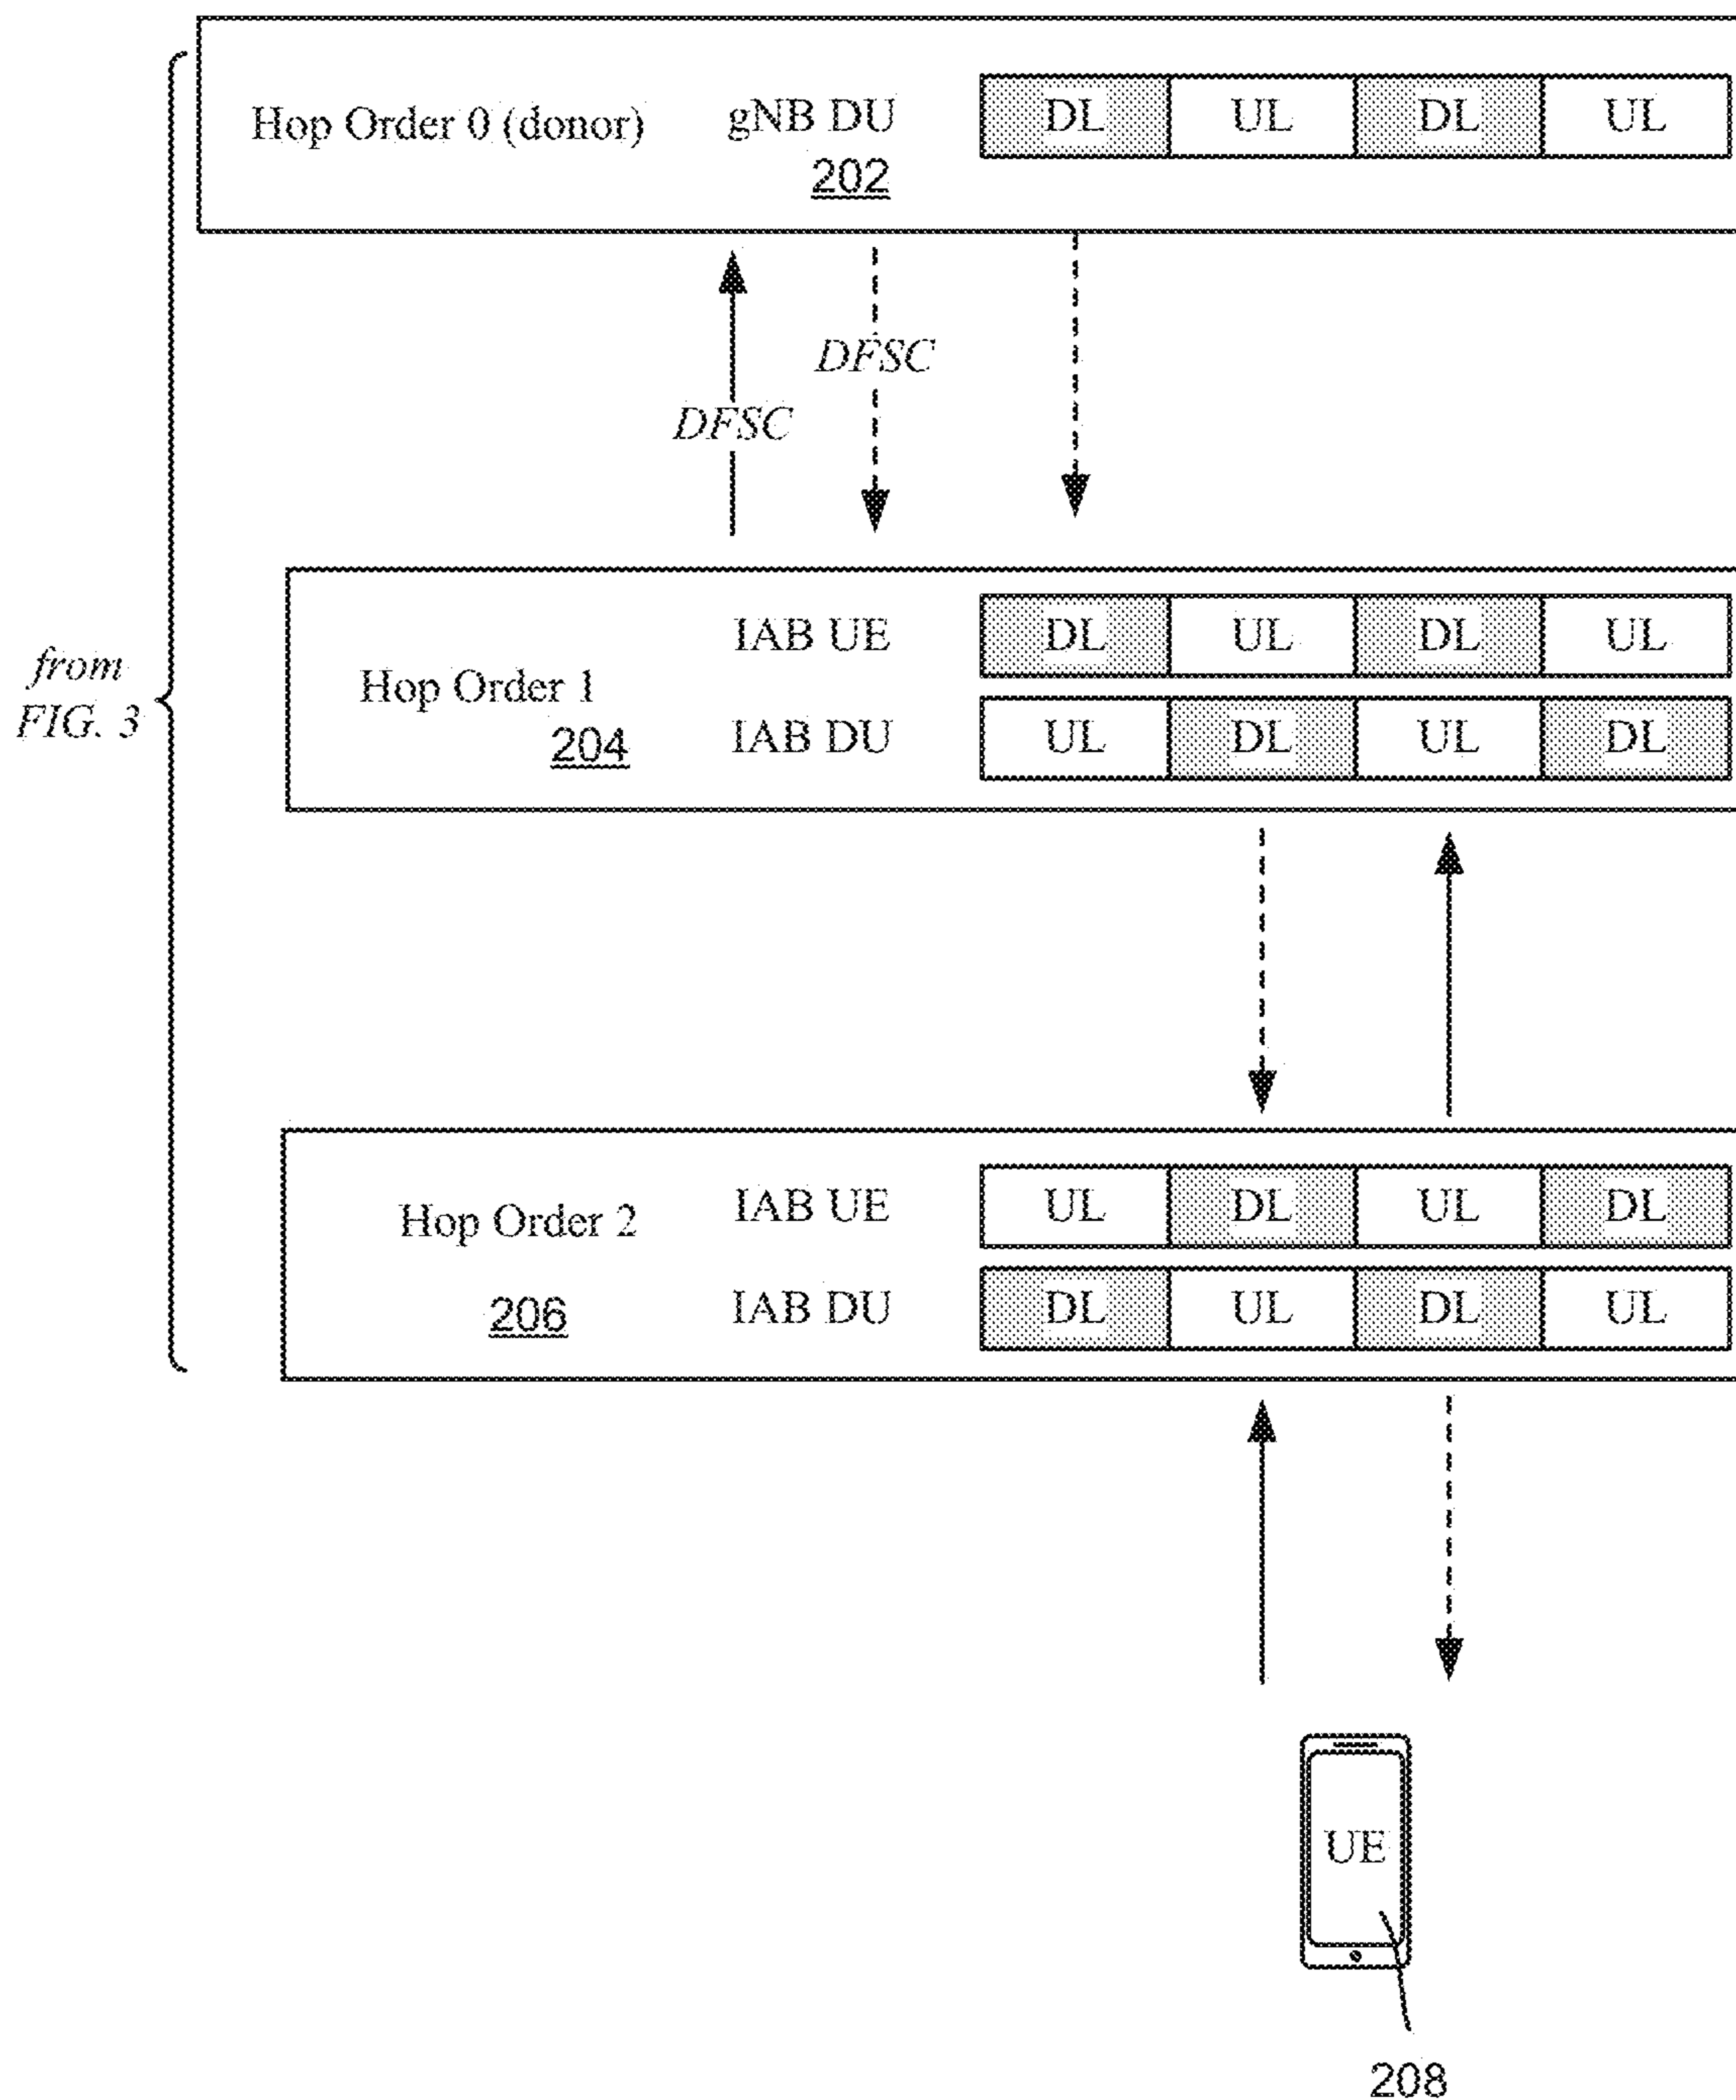 Hop Order 0 (donor) gNB DU DL UL DL UL
202
DFSC
DFSC
from
FIG. 3
IAB UE DL UL DL UL
Hop Order 1
204 IAB DU UL DL UL DL
Hop Order 2 IAB UE UL DL UL DL
206 IAB DU DL UL DL UL
UE
208